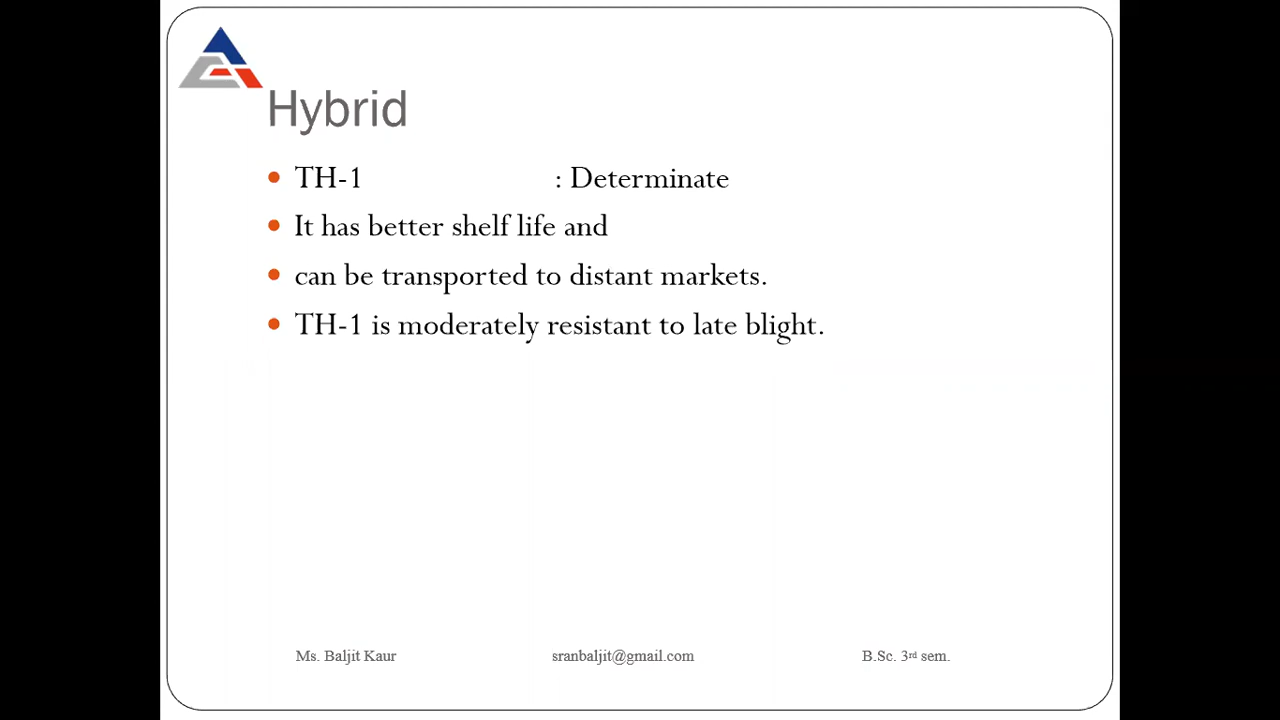 Hybrid
TH-1 : Determinate
It has better shelf life and
can be transported to distant markets.
TH-1 is moderately resistant to late blight.
Ms. Baljit Kaur sranbaljit@gmail.com B.Sc. 3rd sem.